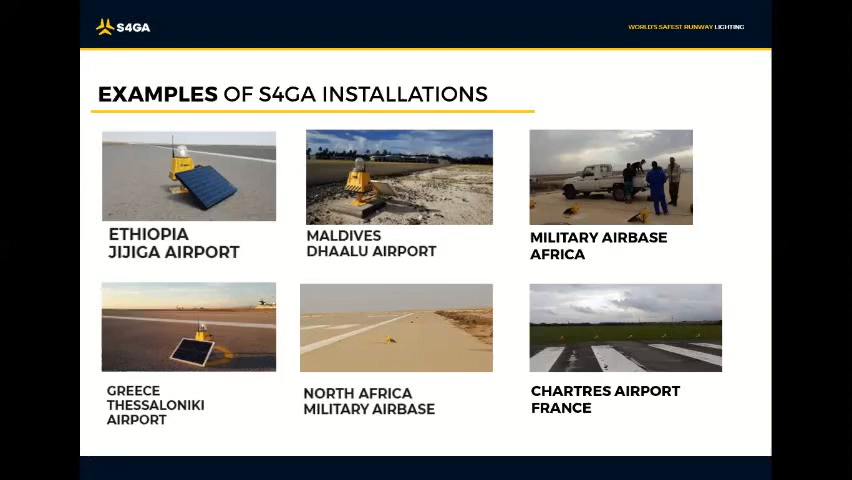 S4GA
WORLD'S SAFEST RUNWAY LIGHTING
EXAMPLES OF S4GA INSTALLATIONS
ETHIOPIA
JIJIGA AIRPORT
MALDIVES
DHAALU AIRPORT
MILITARY AIRBASE
AFRICA
GREECE
THESSALONIKI
AIRPORT
NORTH AFRICA
MILITARY AIRBASE
CHARTRES AIRPORT
FRANCE